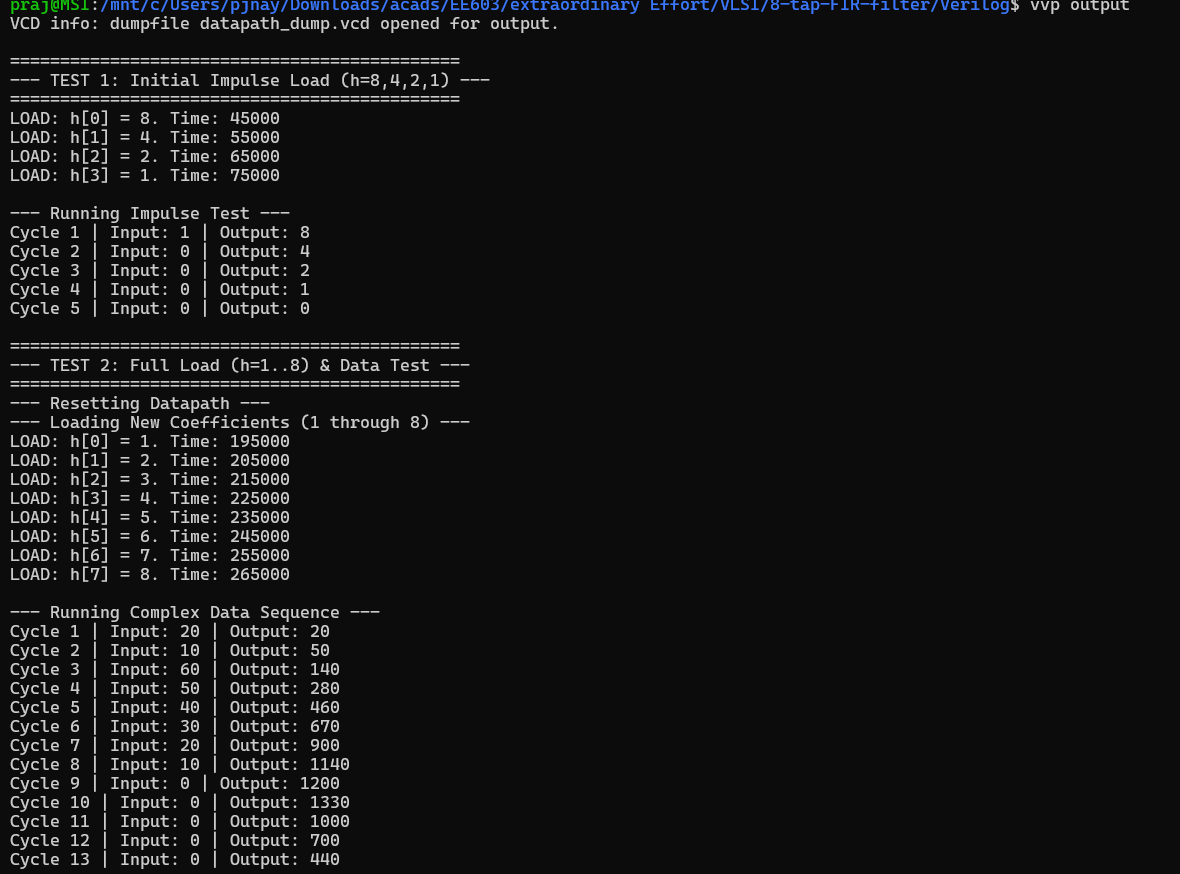 praj@MSI:/mnt/c/Users/pjnay/Downloads/acads/EE603/extraordinary Effort/VLSI/8-tap-FIR-filter/Verilog$ vvp output
VCD info: dumpfile datapath_dump.vcd opened for output.
=============================================
--- TEST 1: Initial Impulse Load (h=8,4,2,1) ---
=============================================
LOAD: h[0] = 8. Time: 45000
LOAD: h[1] = 4. Time: 55000
LOAD: h[2] = 2. Time: 65000
LOAD: h[3] = 1. Time: 75000
--- Running Impulse Test ---
Cycle 1 | Input: 1 | Output: 8
Cycle 2 | Input: 0 | Output: 4
Cycle 3 | Input: 0 | Output: 2
Cycle 4 | Input: 0 | Output: 1
Cycle 5 | Input: 0 | Output: 0
=============================================
--- TEST 2: Full Load (h=1..8) & Data Test ---
=============================================
--- Resetting Datapath ---
--- Loading New Coefficients (1 through 8) ---
LOAD: h[0] = 1. Time: 195000
LOAD: h[1] = 2. Time: 205000
LOAD: h[2] = 3. Time: 215000
LOAD: h[3] = 4. Time: 225000
LOAD: h[4] = 5. Time: 235000
LOAD: h[5] = 6. Time: 245000
LOAD: h[6] = 7. Time: 255000
LOAD: h[7] = 8. Time: 265000
--- Running Complex Data Sequence ---
Cycle 1 | Input: 20 | Output: 20
Cycle 2 | Input: 10 | Output: 50
Cycle 3 | Input: 60 | Output: 140
Cycle 4 | Input: 50 | Output: 280
Cycle 5 | Input: 40 | Output: 460
Cycle 6 | Input: 30 | Output: 670
Cycle 7 | Input: 20 | Output: 900
Cycle 8 | Input: 10 | Output: 1140
Cycle 9 | Input: 0 | Output: 1200
Cycle 10 | Input: 0 | Output: 1330
Cycle 11 | Input: 0 | Output: 1000
Cycle 12 | Input: 0 | Output: 700
Cycle 13 | Input: 0 | Output: 440